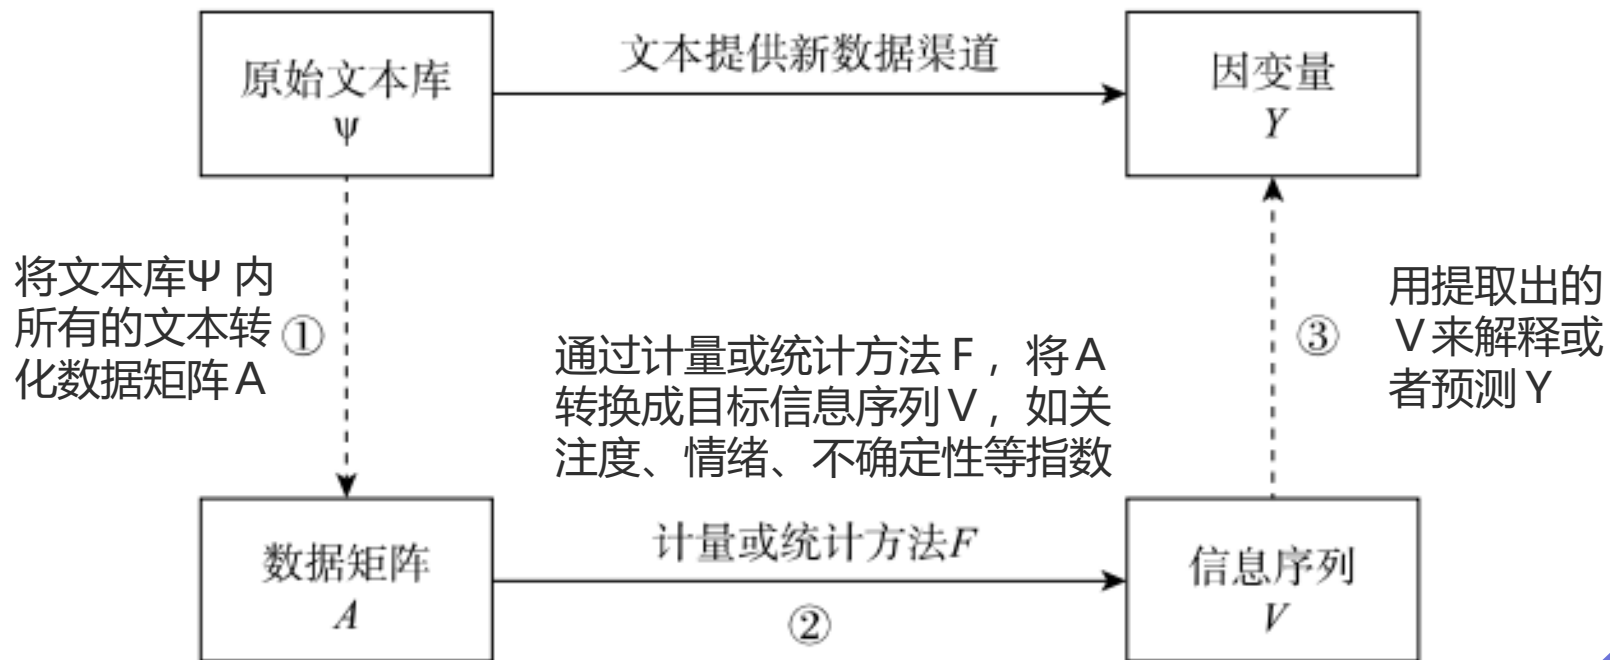 原始文本库
Ψ
文本提供新数据渠道
因变量
Y
将文本库Ψ 内
所有的文本转
化数据矩阵A
①
通过计量或统计方法 F ，将 A
转换成目标信息序列 V ，如关
注度、情绪、不确定性等指数
③
用提取出的
V 来解释或
者预测 Y
数据矩阵
A
计量或统计方法F
②
信息序列
V